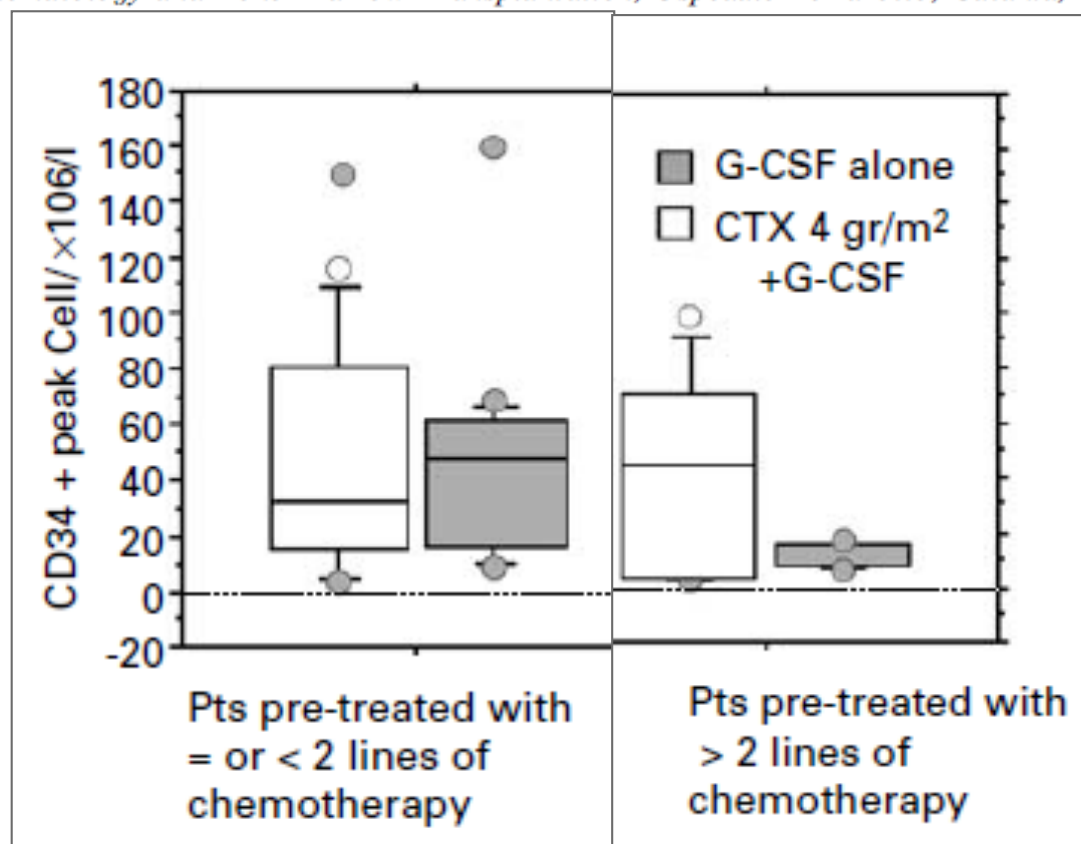 180
160
140
120
100
80
60
40
20
0
-20
CD34 + peak Cell/ ×106/l
G-CSF alone
CTX 4 gr/m²
+G-CSF
Pts pre-treated with
= or < 2 lines of
chemotherapy
Pts pre-treated with
> 2 lines of
chemotherapy